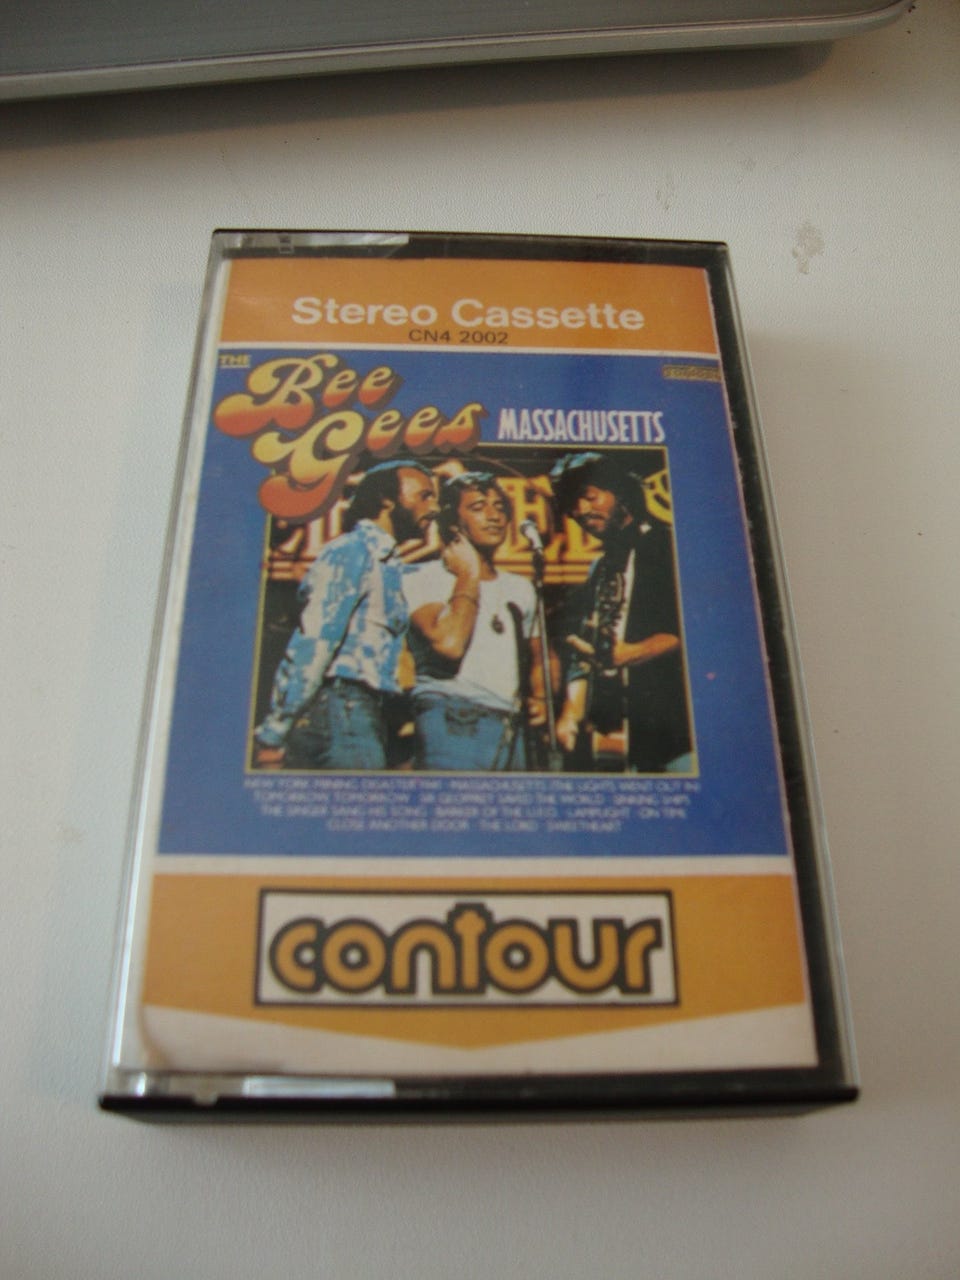 Stereo Cassette
CN4 2002
THE
Bee
Gees
MASSACHUSETTS
contour
NEW YORK MINING DISASTER 1941 · MASSACHUSETTS (THE LIGHTS WENT OUT IN)
TOMORROW TOMORROW · SIR GEOFFREY SAVED THE WORLD · SINKING SHIPS
THE SINGER SANG HIS SONG · BARKER OF THE U.F.O. · LAMPLIGHT · ON TIME
CLOSE ANOTHER DOOR · THE LORD · SWEETHEART
contour